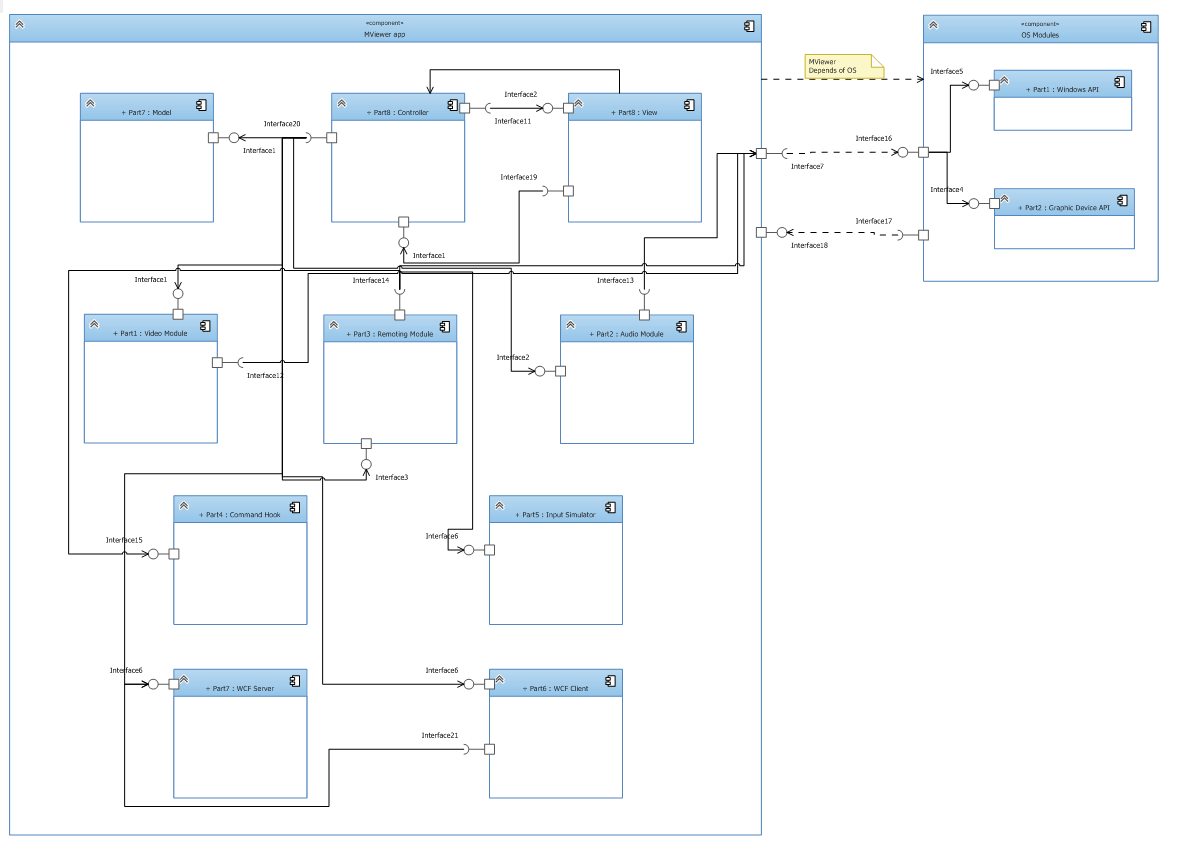 «component»
MViewer app
«component»
OS Modules
MViewer
Depends of OS
Interface5
+ Part1 : Windows API
Interface2
+ Part7 : Model
+ Part8 : Controller
+ Part8 : View
Interface11
Interface20
Interface1
Interface16
Interface7
Interface19
Interface4
+ Part2 : Graphic Device API
Interface17
Interface18
Interface1
Interface1
Interface14
Interface13
+ Part1 : Video Module
+ Part3 : Remoting Module
+ Part2 : Audio Module
Interface2
Interface12
Interface3
+ Part4 : Command Hook
+ Part5 : Input Simulator
Interface15
Interface6
Interface6
Interface6
+ Part7 : WCF Server
+ Part6 : WCF Client
Interface21